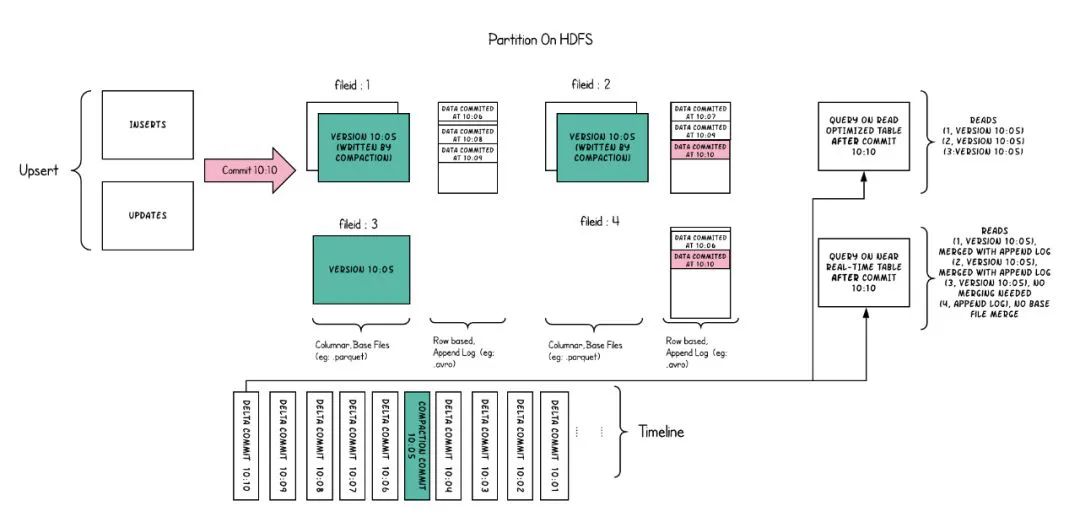 Partition On HDFS
fileid : 1
fileid : 2
INSERTS
UPDATES
Upsert
Commit 10:10
VERSION 10:05
(WRITTEN BY
COMPACTION)
DATA COMMITED
AT 10:06
DATA COMMITED
AT 10:08
DATA COMMITED
AT 10:09
VERSION 10:05
(WRITTEN BY
COMPACTION)
DATA COMMITED
AT 10:07
DATA COMMITED
AT 10:09
DATA COMMITED
AT 10:10
QUERY ON READ
OPTIMIZED TABLE
AFTER COMMIT
10:10
READS
(1, VERSION 10:05)
(2, VERSION 10:05)
(3:VERSION 10:05)
fileid : 3
fileid : 4
VERSION 10:05
DATA COMMITED
AT 10:06
DATA COMMITED
AT 10:10
QUERY ON NEAR
REAL-TIME TABLE
AFTER COMMIT
10:10
READS
(1, VERSION 10:05),
MERGED WITH APPEND LOG
(2, VERSION 10:05),
MERGED WITH APPEND LOG
(3, VERSION 10:05), NO
MERGING NEEDED
(4, APPEND LOG), NO BASE
FILE MERGE
Columnar, Base Files
(eg: .parquet)
Row based,
Append Log (eg:
.avro)
Columnar, Base Files
(eg: .parquet)
Row based,
Append Log (eg:
.avro)
DELTA COMMIT 10:10
DELTA COMMIT 10:09
DELTA COMMIT 10:08
DELTA COMMIT 10:07
DELTA COMMIT 10:06
COMPACTION COMMIT
10:05
DELTA COMMIT 10:04
DELTA COMMIT 10:03
DELTA COMMIT 10:02
DELTA COMMIT 10:01
Timeline